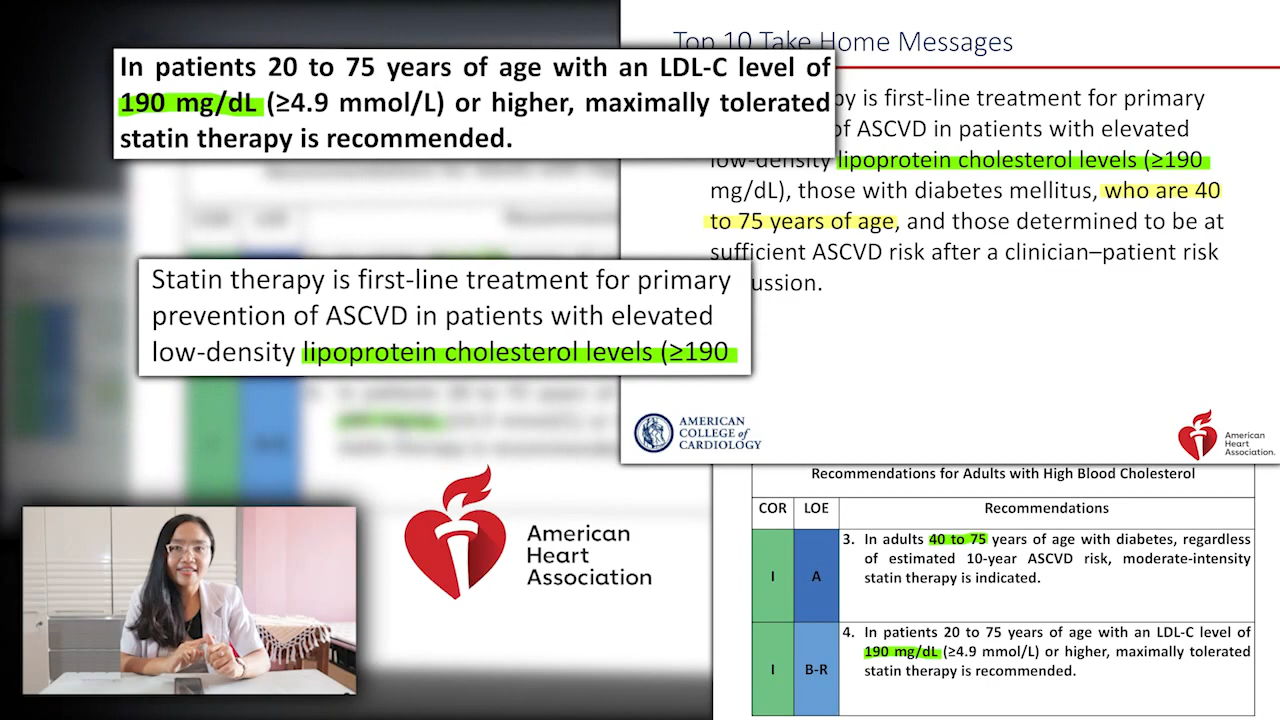 Top 10 Take Home Messages
In patients 20 to 75 years of age with an LDL-C level of
190 mg/dL (≥4.9 mmol/L) or higher, maximally tolerated
statin therapy is recommended.
is first-line treatment for primary
of ASCVD in patients with elevated
low-density lipoprotein cholesterol levels (≥190
mg/dL), those with diabetes mellitus, who are 40
to 75 years of age, and those determined to be at
sufficient ASCVD risk after a clinician–patient risk
ussion.
Statin therapy is first-line treatment for primary
prevention of ASCVD in patients with elevated
low-density lipoprotein cholesterol levels (≥190
AMERICAN
COLLEGE of
CARDIOLOGY
American
Heart
Association.
American
Heart
Association
Recommendations for Adults with High Blood Cholesterol
COR LOE Recommendations
3. In adults 40 to 75 years of age with diabetes, regardless
of estimated 10-year ASCVD risk, moderate-intensity
I A
statin therapy is indicated.
4. In patients 20 to 75 years of age with an LDL-C level of
190 mg/dL (≥4.9 mmol/L) or higher, maximally tolerated
I B-R
statin therapy is recommended.